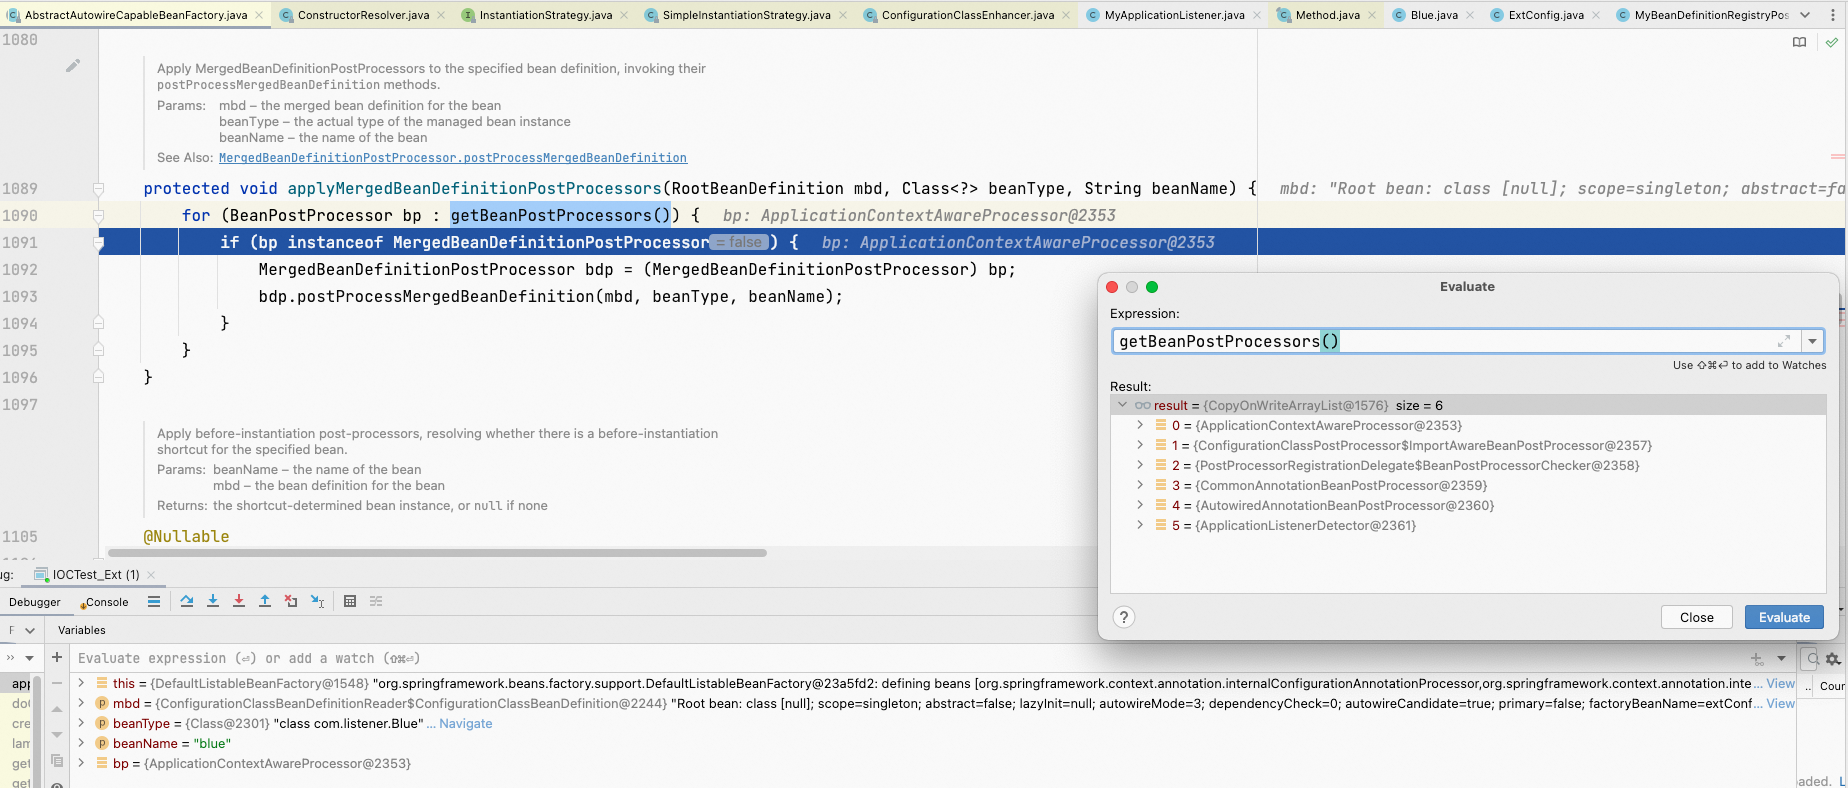 AbstractAutowireCapableBeanFactory.java ConstructorResolver.java InstantiationStrategy.java SimpleInstantiationStrategy.java ConfigurationClassEnhancer.java MyApplicationListener.java Method.java Blue.java ExtConfig.java MyBeanDefinitionRegistryPos
1080
Apply MergedBeanDefinitionPostProcessors to the specified bean definition, invoking their
postProcessMergedBeanDefinition methods.
Params: mbd – the merged bean definition for the bean
beanType – the actual type of the managed bean instance
beanName – the name of the bean
See Also: MergedBeanDefinitionPostProcessor.postProcessMergedBeanDefinition
1089 protected void applyMergedBeanDefinitionPostProcessors(RootBeanDefinition mbd, Class<?> beanType, String beanName) { mbd: "Root bean: class [null]; scope=singleton; abstract=fa
1090 for (BeanPostProcessor bp : getBeanPostProcessors()) { bp: ApplicationContextAwareProcessor@2353
1091 if (bp instanceof MergedBeanDefinitionPostProcessor = false ) { bp: ApplicationContextAwareProcessor@2353
1092 MergedBeanDefinitionPostProcessor bdp = (MergedBeanDefinitionPostProcessor) bp;
1093 bdp.postProcessMergedBeanDefinition(mbd, beanType, beanName);
1094 }
1095 }
1096 }
1097
Apply before-instantiation post-processors, resolving whether there is a before-instantiation
shortcut for the specified bean.
Params: beanName – the name of the bean
mbd – the bean definition for the bean
Returns: the shortcut-determined bean instance, or null if none
1105 @Nullable
Evaluate
Expression:
getBeanPostProcessors()
Use ⇧⌘⏎ to add to Watches
Result:
result = {CopyOnWriteArrayList@1576} size = 6
0 = {ApplicationContextAwareProcessor@2353}
1 = {ConfigurationClassPostProcessor$ImportAwareBeanPostProcessor@2357}
2 = {PostProcessorRegistrationDelegate$BeanPostProcessorChecker@2358}
3 = {CommonAnnotationBeanPostProcessor@2359}
4 = {AutowiredAnnotationBeanPostProcessor@2360}
5 = {ApplicationListenerDetector@2361}
? Close Evaluate
ug: IOCTest_Ext (1)
Debugger Console
F Variables
Evaluate expression (⏎) or add a watch (⇧⌘⏎)
app this = {DefaultListableBeanFactory@1548} "org.springframework.beans.factory.support.DefaultListableBeanFactory@23a5fd2: defining beans [org.springframework.context.annotation.internalConfigurationAnnotationProcessor,org.springframework.context.annotation.inte... View
.. Coun
do mbd = {ConfigurationClassBeanDefinitionReader$ConfigurationClassBeanDefinition@2244} "Root bean: class [null]; scope=singleton; abstract=false; lazyInit=null; autowireMode=3; dependencyCheck=0; autowireCandidate=true; primary=false; factoryBeanName=extConf... View
cre beanType = {Class@2301} "class com.listener.Blue" ... Navigate
lam beanName = "blue"
get bp = {ApplicationContextAwareProcessor@2353}
get
aded. L